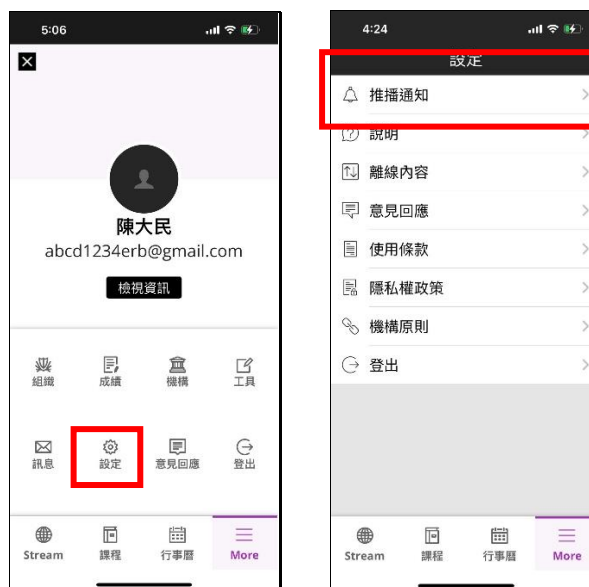 5:06
陳大民
abcd1234erb@gmail.com
檢視資訊
組織 成績 機構 工具
訊息 設定 意見回應 登出
Stream 課程 行事曆 More
4:24
設定
推播通知
說明
離線內容
意見回應
使用條款
隱私權政策
機構原則
登出
Stream 課程 行事曆 More